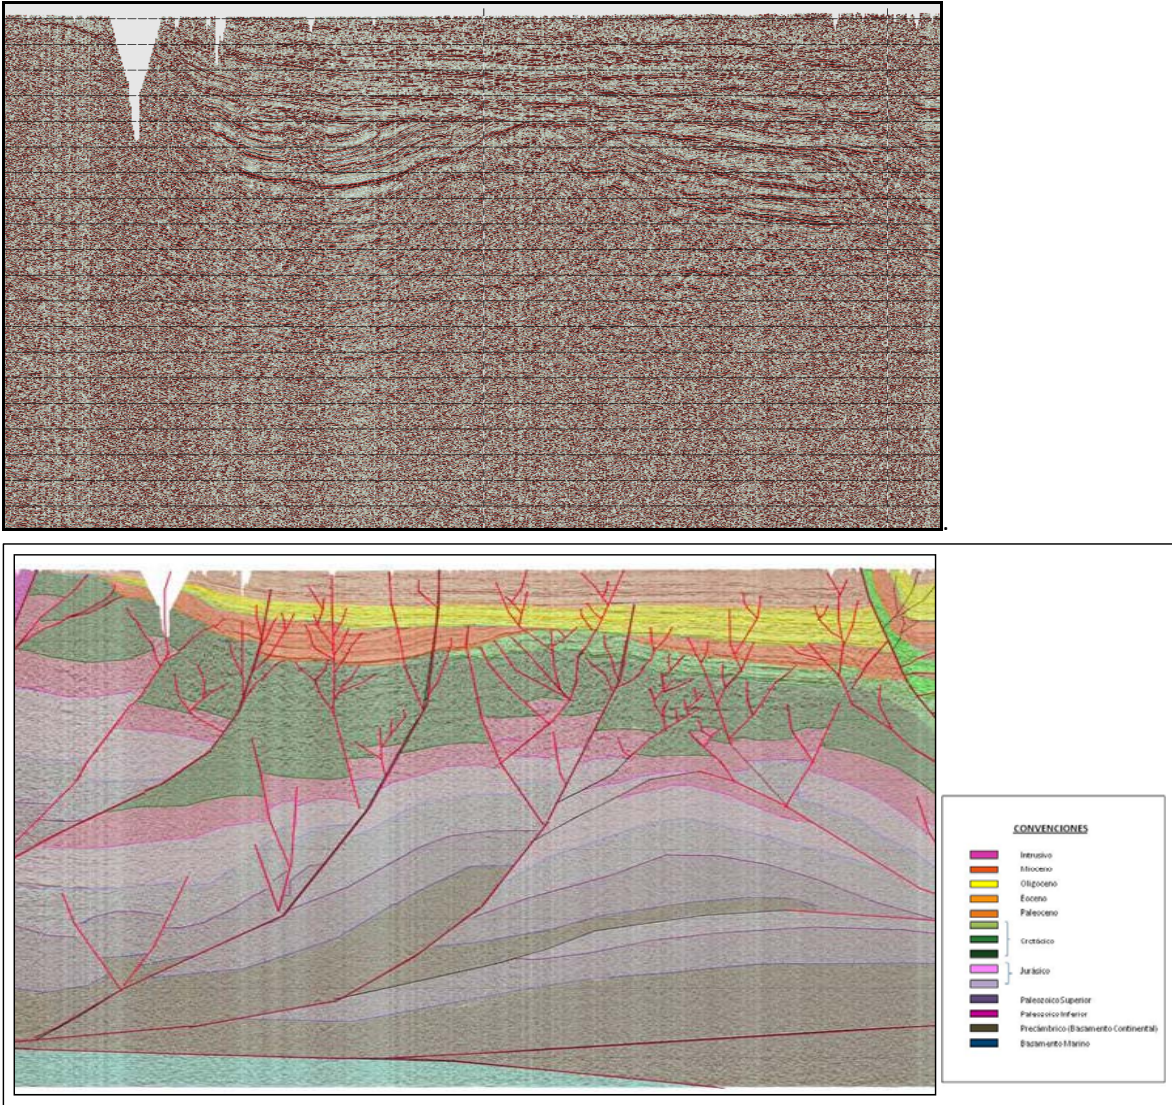 CONVENCIONES
Intrusivo
Mioceno
Oligoceno
Eoceno
Paleoceno
Cretácico
Jurásico
Paleozoico Superior
Paleozoico Inferior
Precámbrico (Basamento Continental)
Basamento Marino